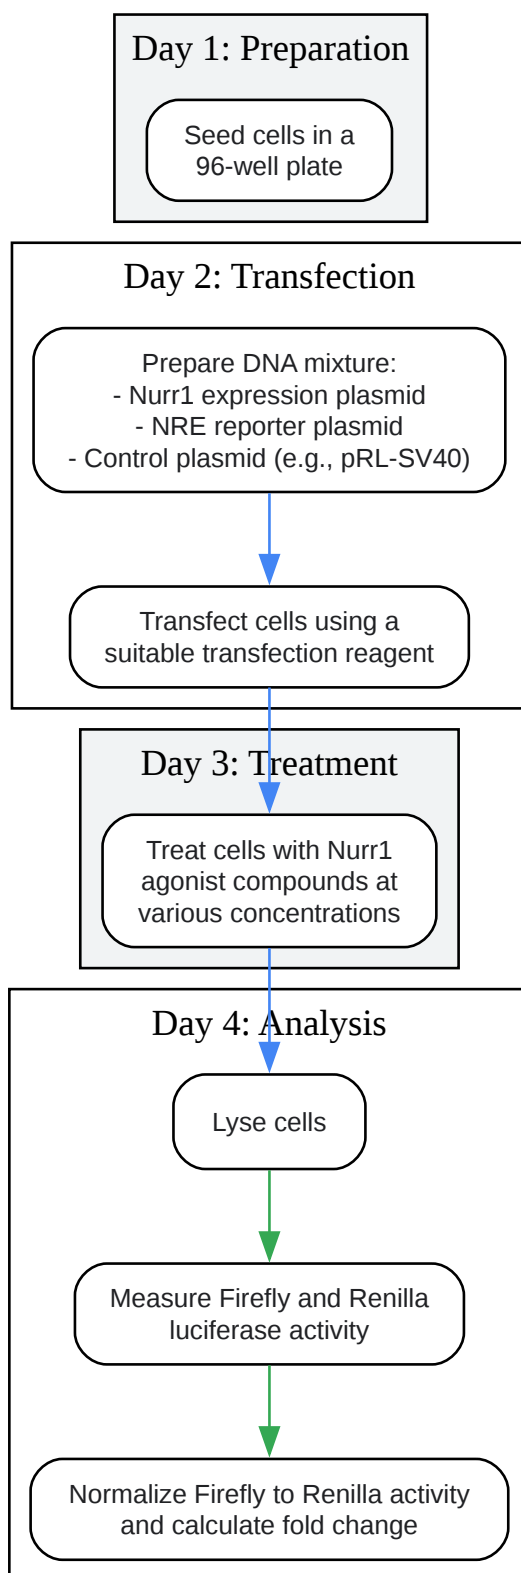 Day 1: Preparation
Seed cells in a
96-well plate
Day 2: Transfection
Prepare DNA mixture:
- Nurr1 expression plasmid
- NRE reporter plasmid
- Control plasmid (e.g., pRL-SV40)
Transfect cells using a
suitable transfection reagent
Day 3: Treatment
Treat cells with Nurr1
agonist compounds at
various concentrations
Day 4: Analysis
Lyse cells
Measure Firefly and Renilla
luciferase activity
Normalize Firefly to Renilla activity
and calculate fold change